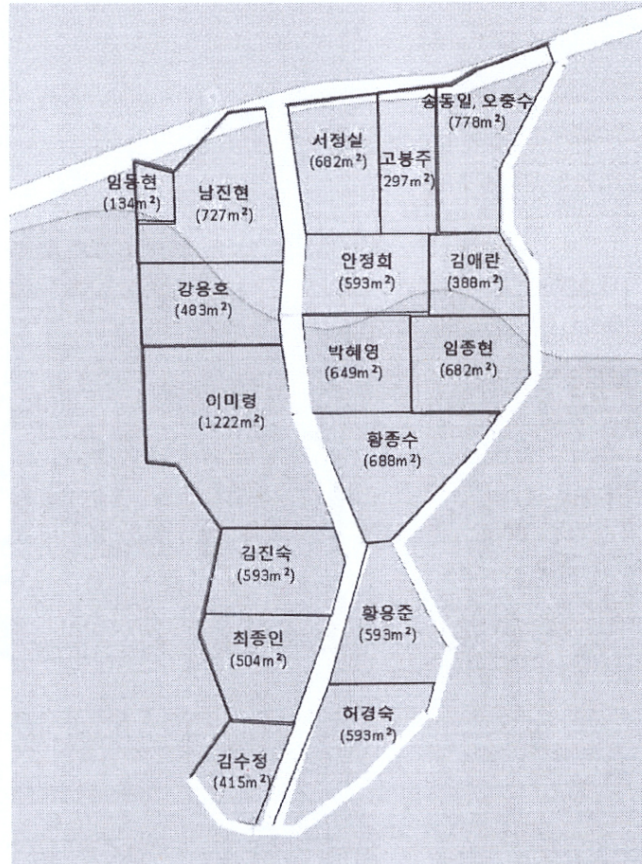 송동일, 오중수
(778m²)
서정실
(682m²)
고봉주
(297m²)
임동현
(134m²)
남진현
(727m²)
안정희
(593m²)
김애란
(388m²)
강용호
(483m²)
박혜영
(649m²)
임종현
(682m²)
이미령
(1222m²)
황종수
(688m²)
김진숙
(593m²)
황용준
(593m²)
최종인
(504m²)
허경숙
(593m²)
김수정
(415m²)